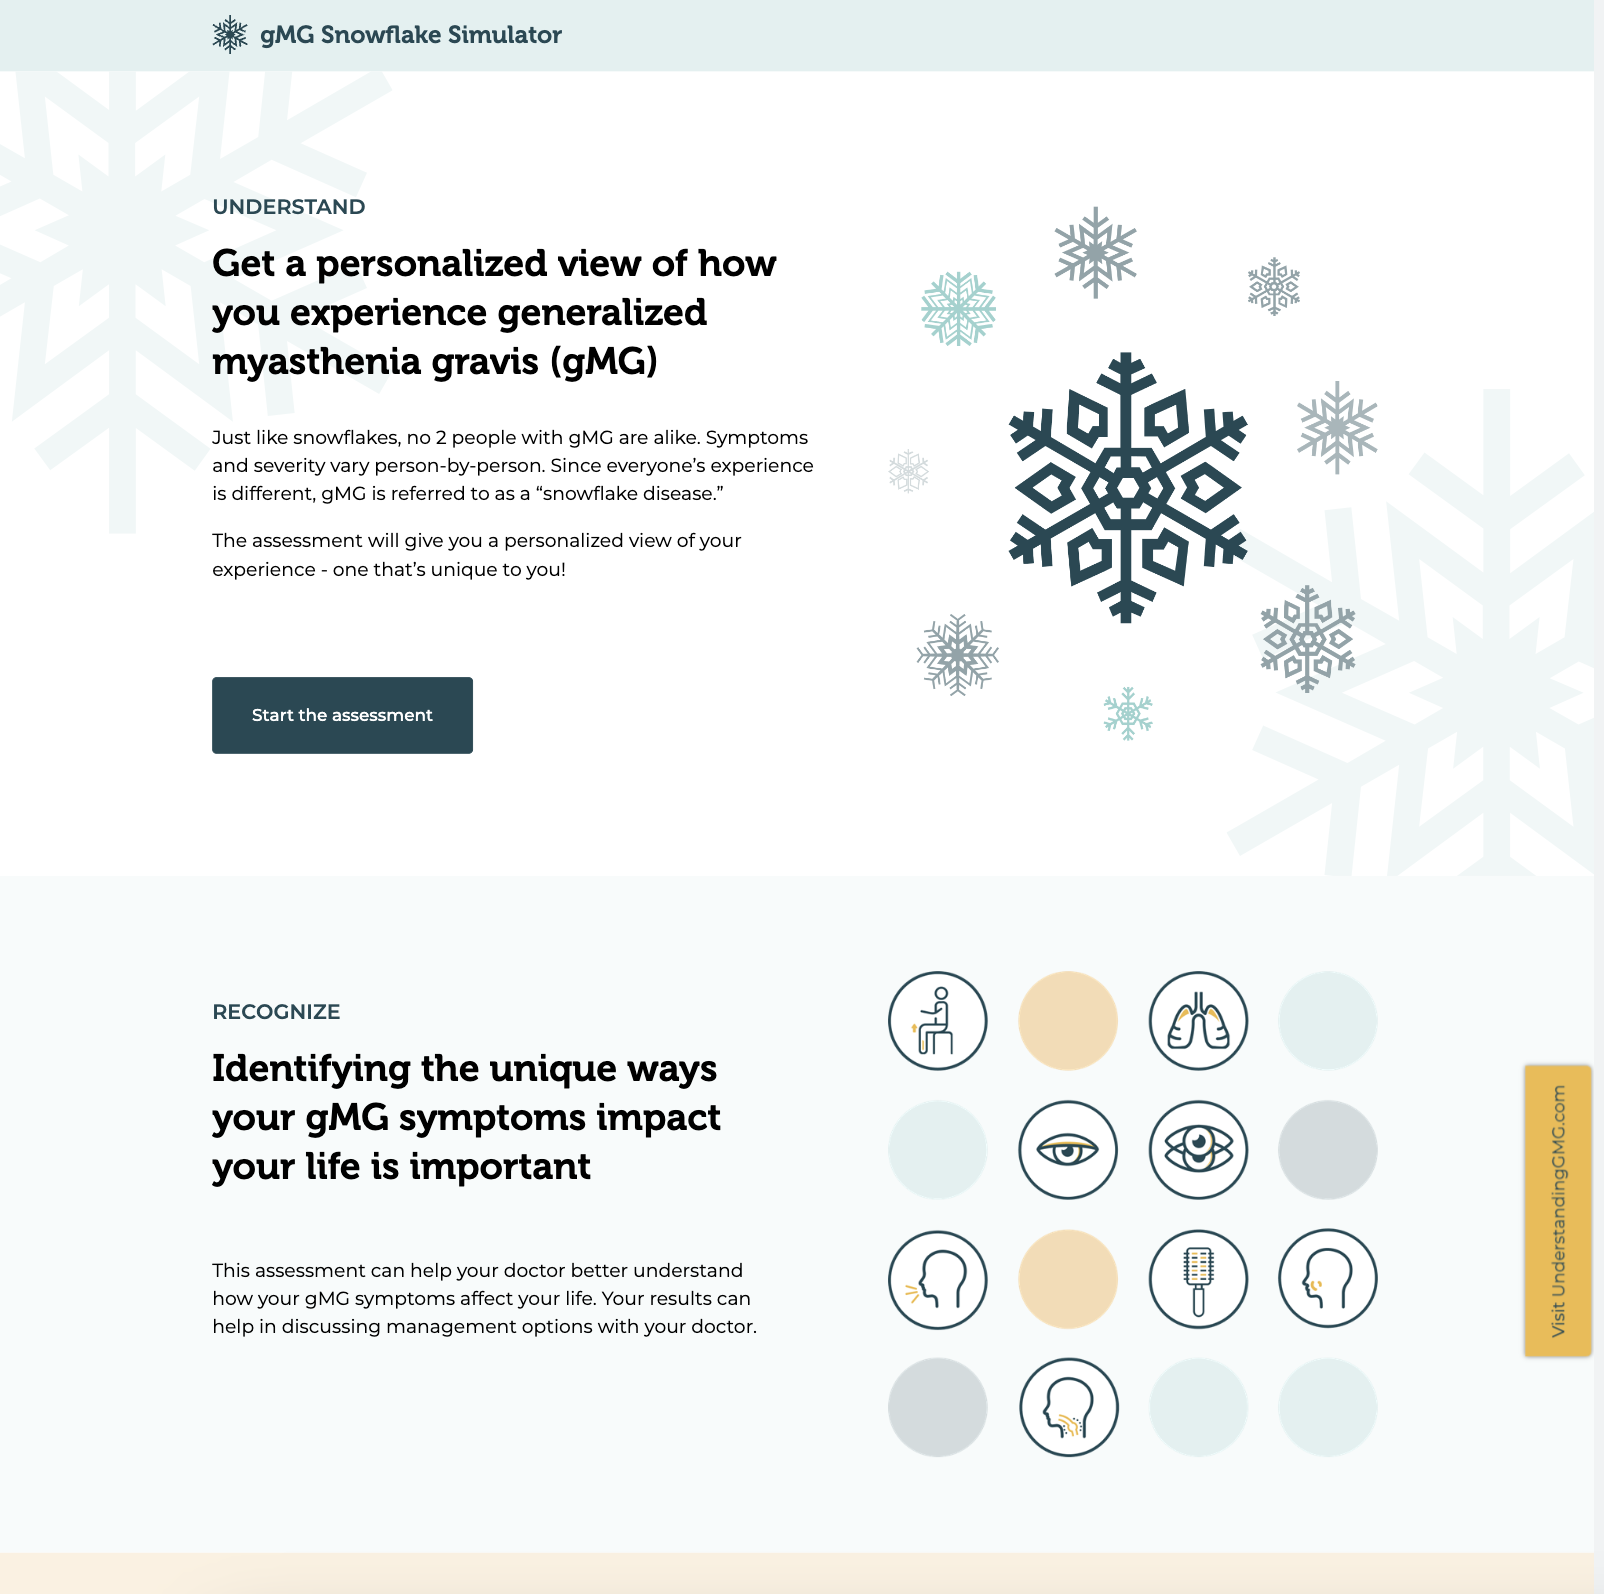 gMG Snowflake Simulator
UNDERSTAND
Get a personalized view of how
you experience generalized
myasthenia gravis (gMG)
Just like snowflakes, no 2 people with gMG are alike. Symptoms
and severity vary person-by-person. Since everyone’s experience
is different, gMG is referred to as a “snowflake disease.”
The assessment will give you a personalized view of your
experience - one that’s unique to you!
Start the assessment
RECOGNIZE
Identifying the unique ways
your gMG symptoms impact
your life is important
This assessment can help your doctor better understand
how your gMG symptoms affect your life. Your results can
help in discussing management options with your doctor.
Visit UnderstandingGMG.com